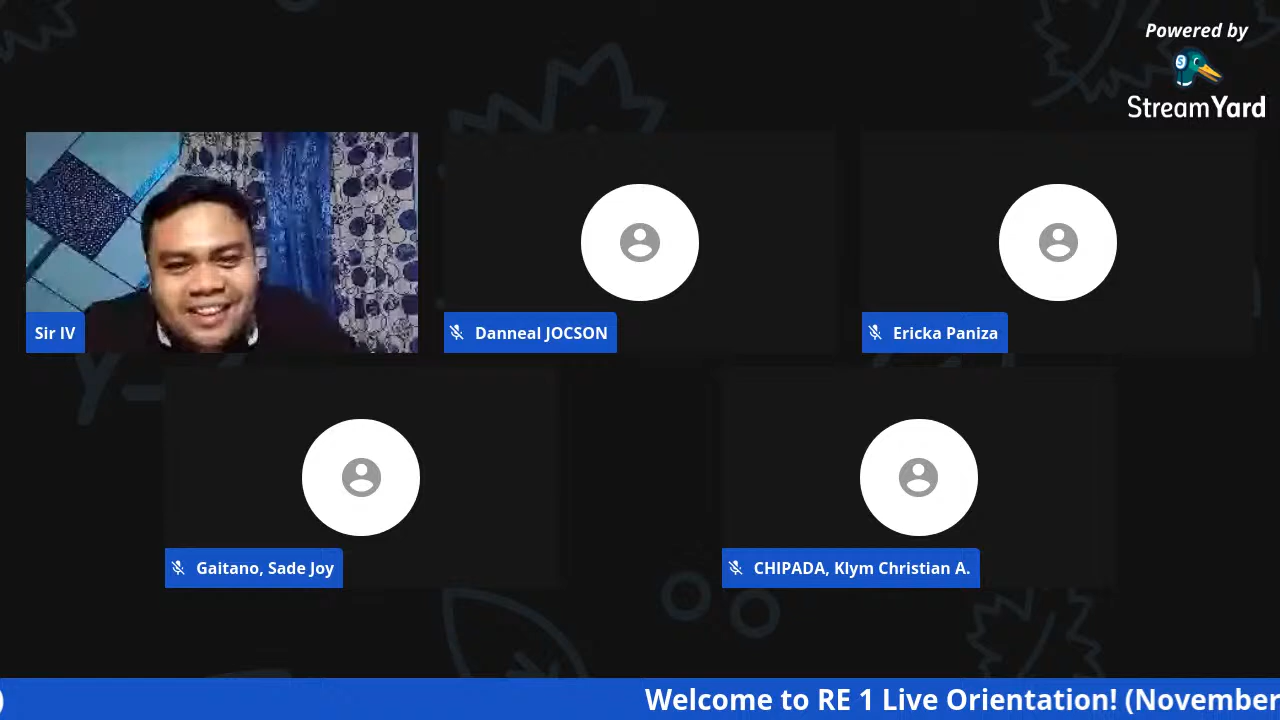 Powered by
StreamYard
Sir IV
Danneal JOCSON
Ericka Paniza
Gaitano, Sade Joy
CHIPADA, Klym Christian A.
) Welcome to RE 1 Live Orientation! (November